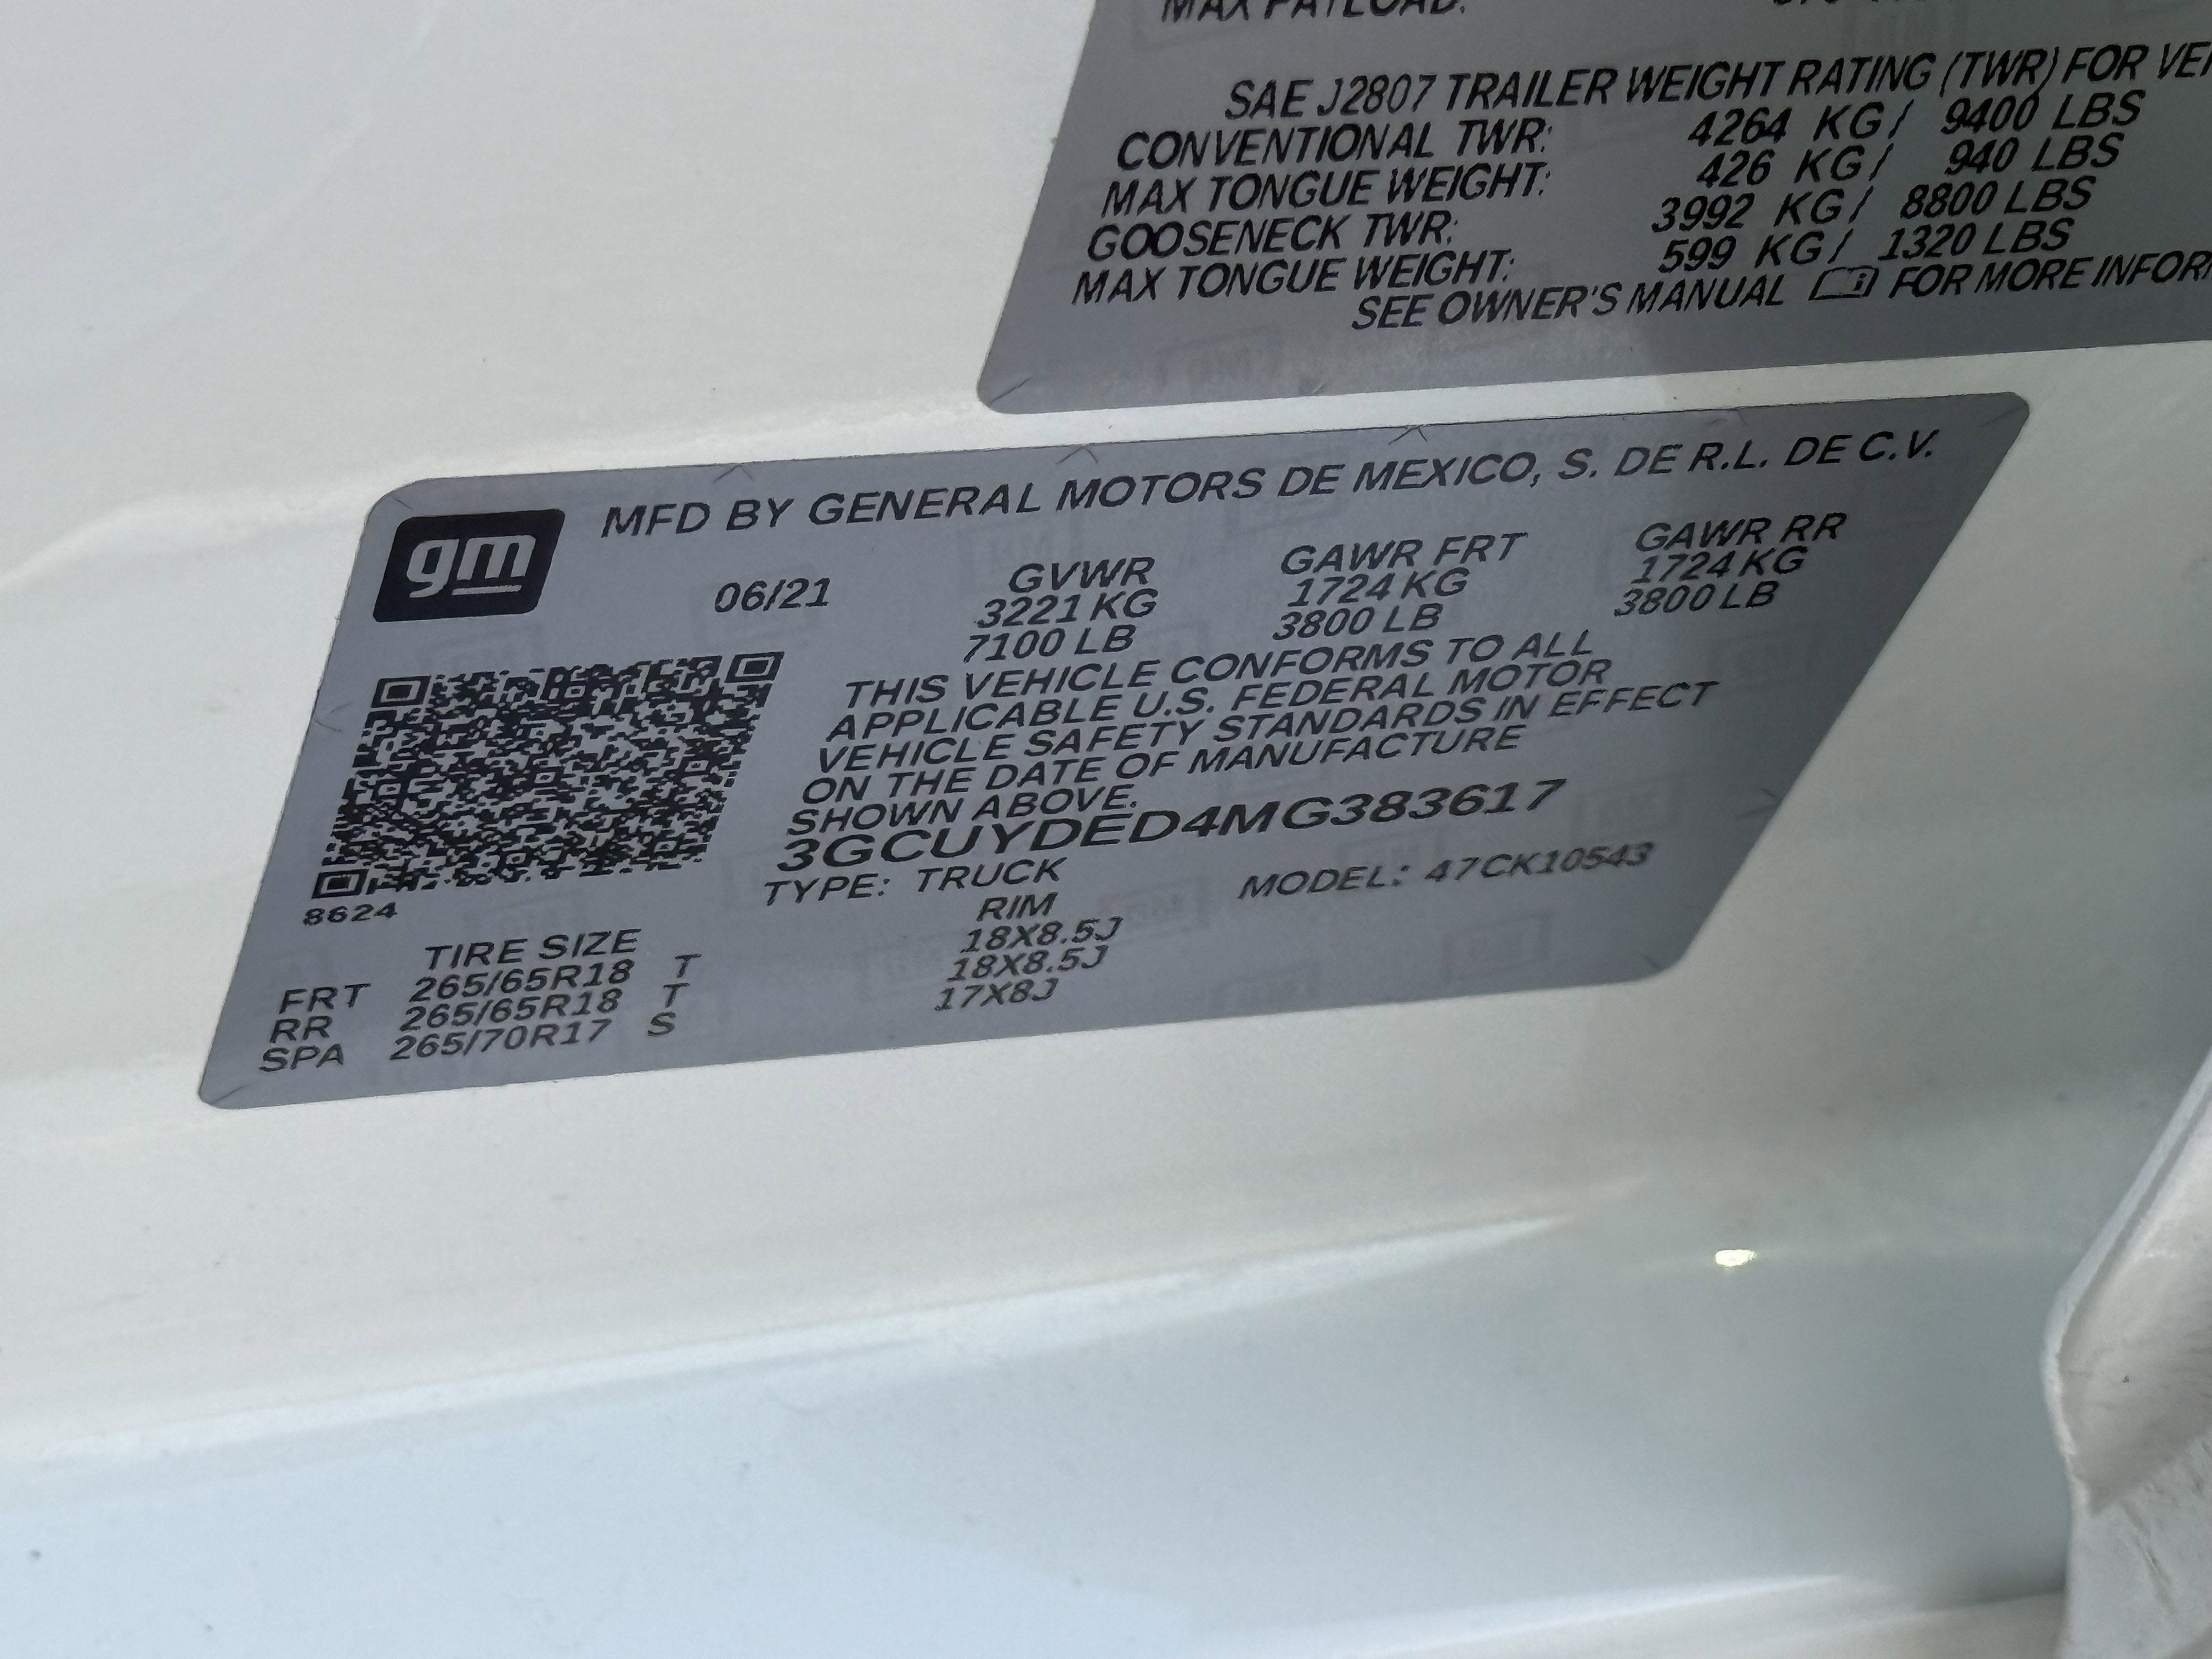 MAX PAYLOAD:
SAE J2807 TRAILER WEIGHT RATING (TWR) FOR
CONVENTIONAL TWR: 4264 KG / 9400 LBS
MAX TONGUE WEIGHT: 426 KG / 940 LBS
GOOSENECK TWR: 3992 KG / 8800 LBS
MAX TONGUE WEIGHT: 599 KG / 1320 LBS
SEE OWNER'S MANUAL FOR MORE INFOR
gm
MFD BY GENERAL MOTORS DE MEXICO, S. DE R.L. DE C.V.
06/21 GVWR GAWR FRT GAWR RR
3221 KG 1724 KG 1724 KG
7100 LB 3800 LB 3800 LB
THIS VEHICLE CONFORMS TO ALL
APPLICABLE U.S. FEDERAL MOTOR
VEHICLE SAFETY STANDARDS IN EFFECT
ON THE DATE OF MANUFACTURE
SHOWN ABOVE.
3GCUYDED4MG383617
TYPE: TRUCK MODEL: 47CK10543
8624
TIRE SIZE RIM
FRT 265/65R18 T 18X8.5J
RR 265/65R18 T 18X8.5J
SPA 265/70R17 S 17X8J